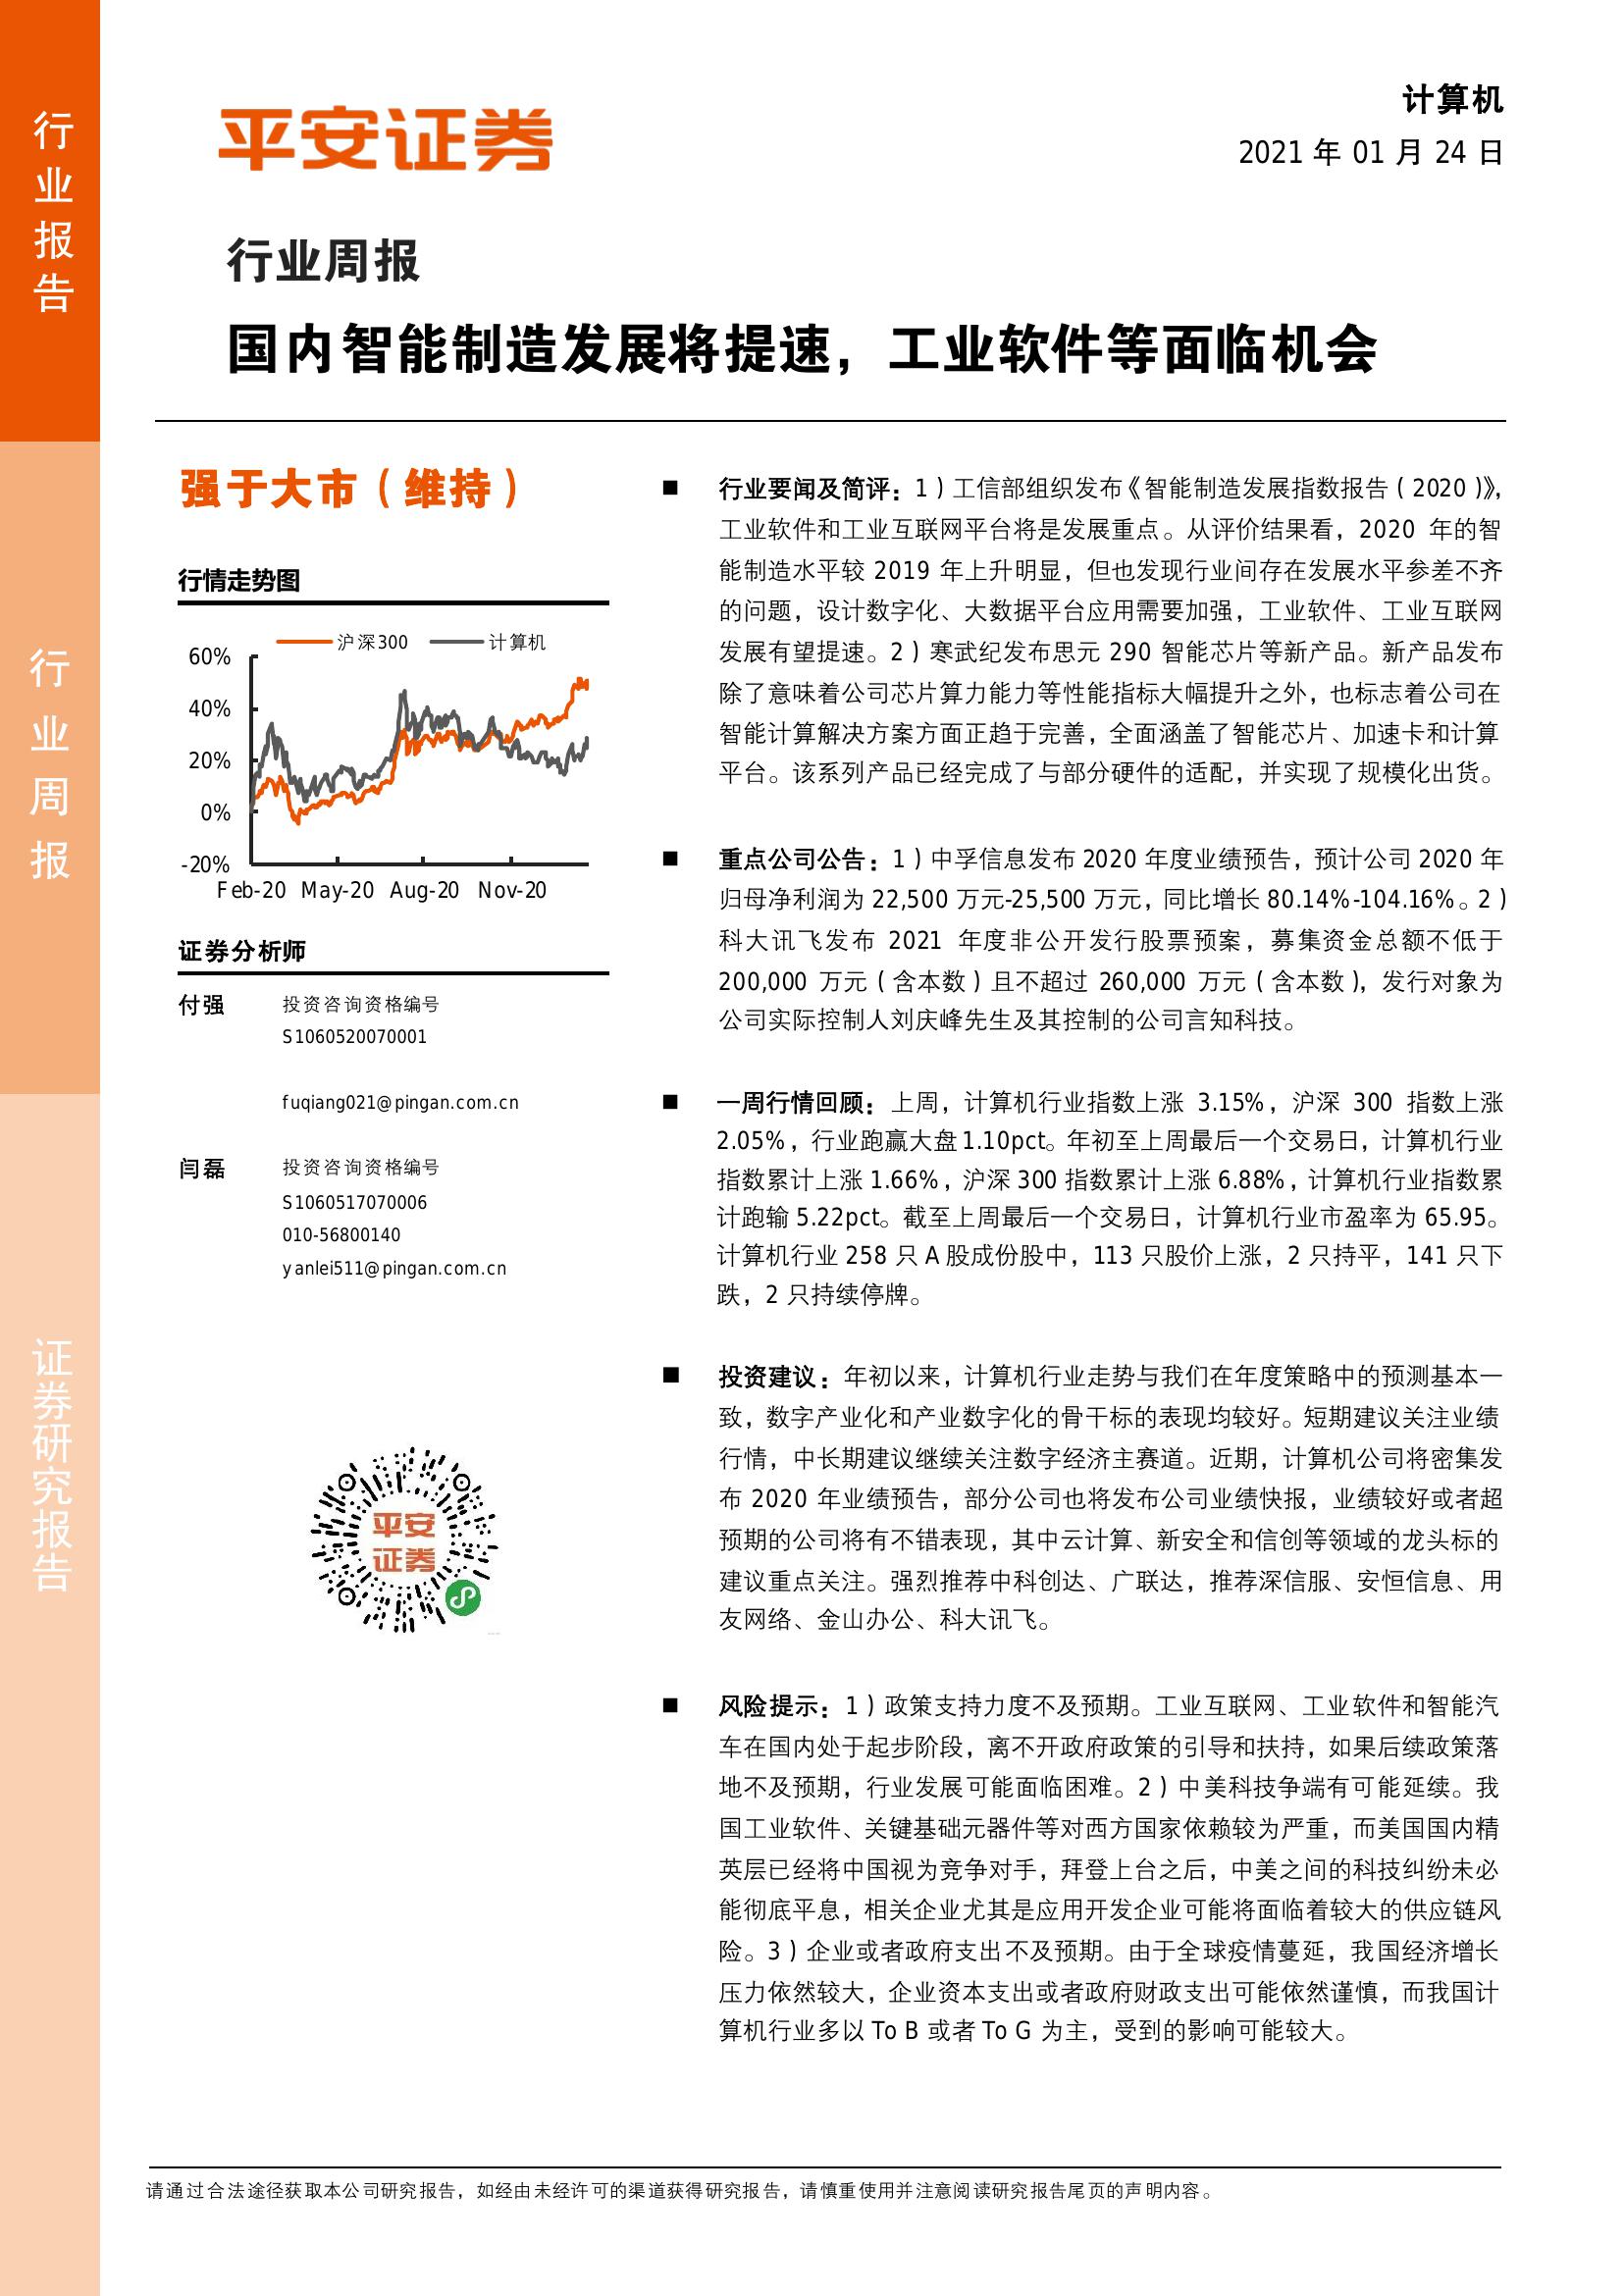 行业报告
行业周报
证券研究报告
平安证券
计算机
2021 年 01 月 24 日
行业周报
国内智能制造发展将提速，工业软件等面临机会
强于大市（维持）
行情走势图
沪深300 计算机
60%
40%
20%
0%
-20%
Feb-20 May-20 Aug-20 Nov-20
证券分析师
付强 投资咨询资格编号
S1060520070001
fuqiang021@pingan.com.cn
闫磊 投资咨询资格编号
S1060517070006
010-56800140
yanlei511@pingan.com.cn
平安
证券
■ 行业要闻及简评：1）工信部组织发布《智能制造发展指数报告（2020）》，
工业软件和工业互联网平台将是发展重点。从评价结果看，2020 年的智
能制造水平较 2019 年上升明显，但也发现行业间存在发展水平参差不齐
的问题，设计数字化、大数据平台应用需要加强，工业软件、工业互联网
发展有望提速。2）寒武纪发布思元 290 智能芯片等新产品。新产品发布
除了意味着公司芯片算力能力等性能指标大幅提升之外，也标志着公司在
智能计算解决方案方面正趋于完善，全面涵盖了智能芯片、加速卡和计算
平台。该系列产品已经完成了与部分硬件的适配，并实现了规模化出货。
■ 重点公司公告：1）中孚信息发布 2020 年度业绩预告，预计公司 2020 年
归母净利润为 22,500 万元-25,500 万元，同比增长 80.14%-104.16%。2）
科大讯飞发布 2021 年度非公开发行股票预案，募集资金总额不低于
200,000 万元（含本数）且不超过 260,000 万元（含本数），发行对象为
公司实际控制人刘庆峰先生及其控制的公司言知科技。
■ 一周行情回顾：上周，计算机行业指数上涨 3.15%，沪深 300 指数上涨
2.05%，行业跑赢大盘 1.10pct。年初至上周最后一个交易日，计算机行业
指数累计上涨 1.66%，沪深 300 指数累计上涨 6.88%，计算机行业指数累
计跑输 5.22pct。截至上周最后一个交易日，计算机行业市盈率为 65.95。
计算机行业 258 只 A 股成份股中，113 只股价上涨，2 只持平，141 只下
跌，2 只持续停牌。
■ 投资建议：年初以来，计算机行业走势与我们在年度策略中的预测基本一
致，数字产业化和产业数字化的骨干标的表现均较好。短期建议关注业绩
行情，中长期建议继续关注数字经济主赛道。近期，计算机公司将密集发
布 2020 年业绩预告，部分公司也将发布公司业绩快报，业绩较好或者超
预期的公司将有不错表现，其中云计算、新安全和信创等领域的龙头标的
建议重点关注。强烈推荐中科创达、广联达，推荐深信服、安恒信息、用
友网络、金山办公、科大讯飞。
■ 风险提示：1）政策支持力度不及预期。工业互联网、工业软件和智能汽
车在国内处于起步阶段，离不开政府政策的引导和扶持，如果后续政策落
地不及预期，行业发展可能面临困难。2）中美科技争端有可能延续。我
国工业软件、关键基础元器件等对西方国家依赖较为严重，而美国国内精
英层已经将中国视为竞争对手，拜登上台之后，中美之间的科技纠纷未必
能彻底平息，相关企业尤其是应用开发企业可能将面临着较大的供应链风
险。3）企业或者政府支出不及预期。由于全球疫情蔓延，我国经济增长
压力依然较大，企业资本支出或者政府财政支出可能依然谨慎，而我国计
算机行业多以 To B 或者 To G 为主，受到的影响可能较大。
请通过合法途径获取本公司研究报告，如经由未经许可的渠道获得研究报告，请慎重使用并注意阅读研究报告尾页的声明内容。